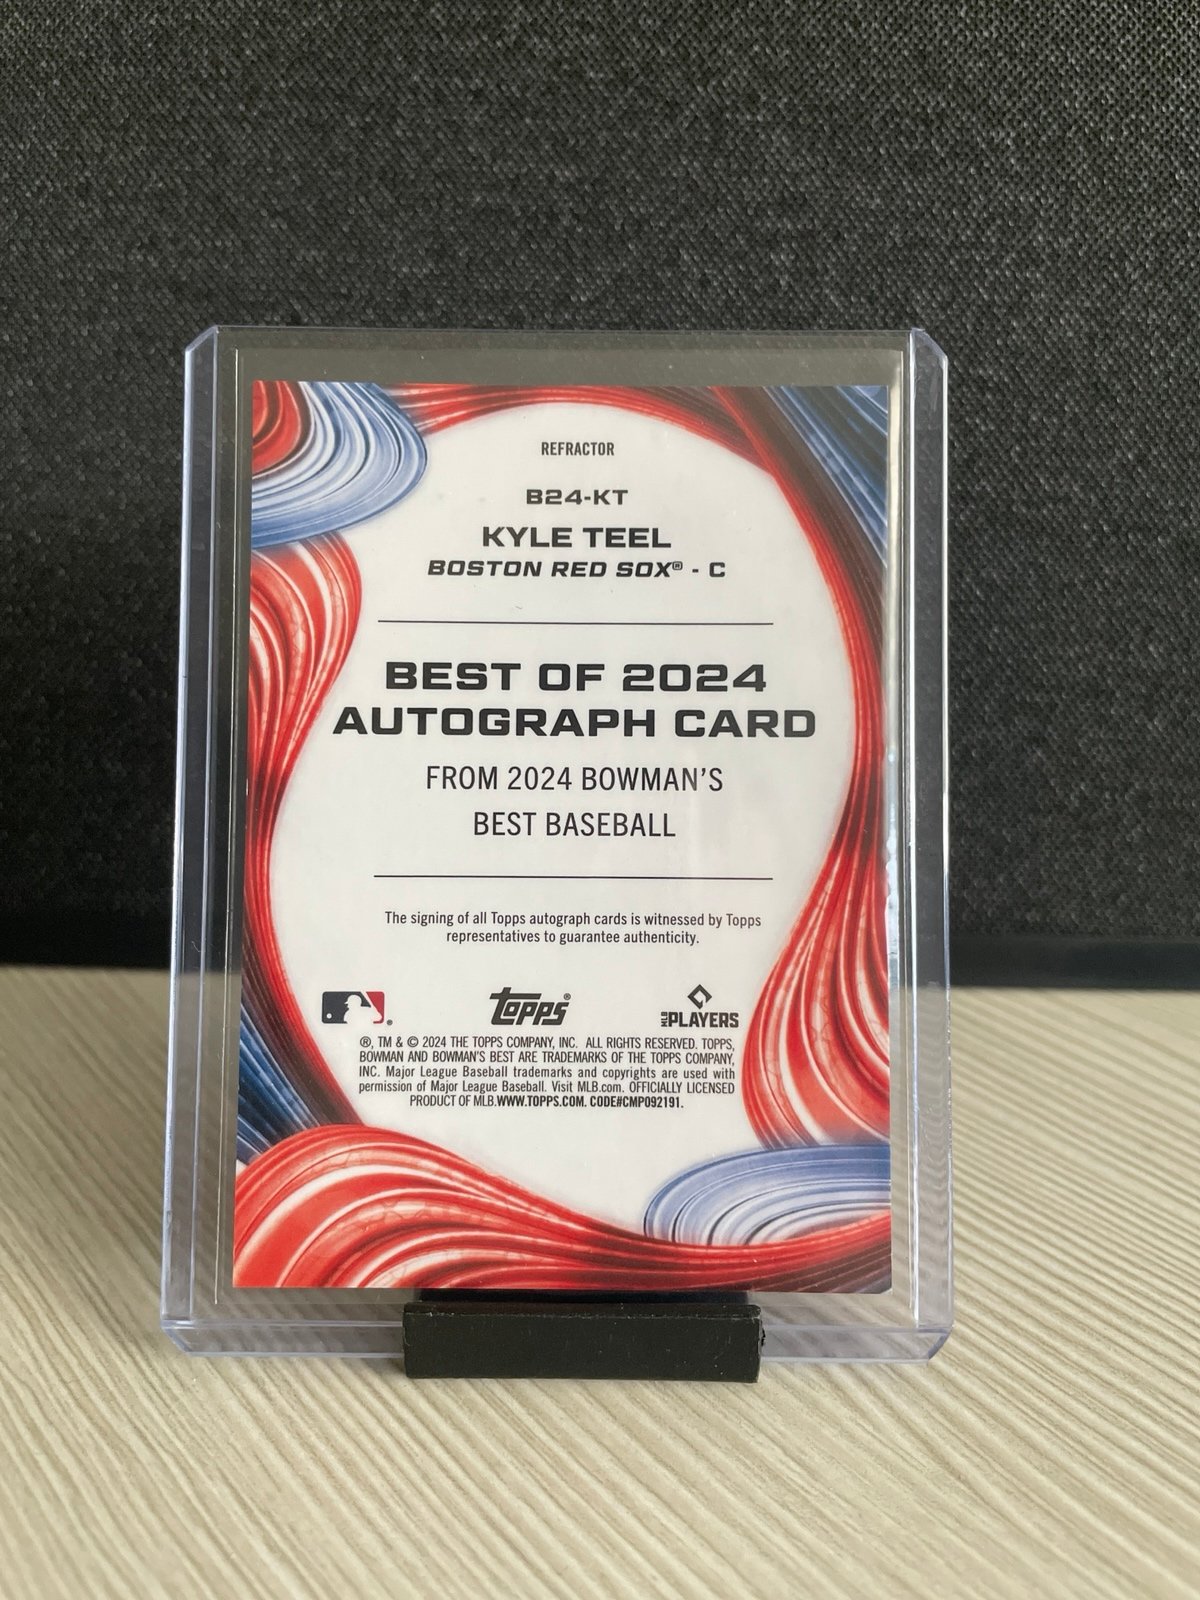 REFRACTOR
B24-KT
KYLE TEEL
BOSTON RED SOX® - C
BEST OF 2024
AUTOGRAPH CARD
FROM 2024 BOWMAN'S
BEST BASEBALL
The signing of all Topps autograph cards is witnessed by Topps
representatives to guarantee authenticity.
® topps® MLB PLAYERS
®, TM & © 2024 THE TOPPS COMPANY, INC. ALL RIGHTS RESERVED. TOPPS,
BOWMAN AND BOWMAN'S BEST ARE TRADEMARKS OF THE TOPPS COMPANY,
INC. Major League Baseball trademarks and copyrights are used with
permission of Major League Baseball. Visit MLB.com. OFFICIALLY LICENSED
PRODUCT OF MLB.WWW.TOPPS.COM. CODE#CMP092191.